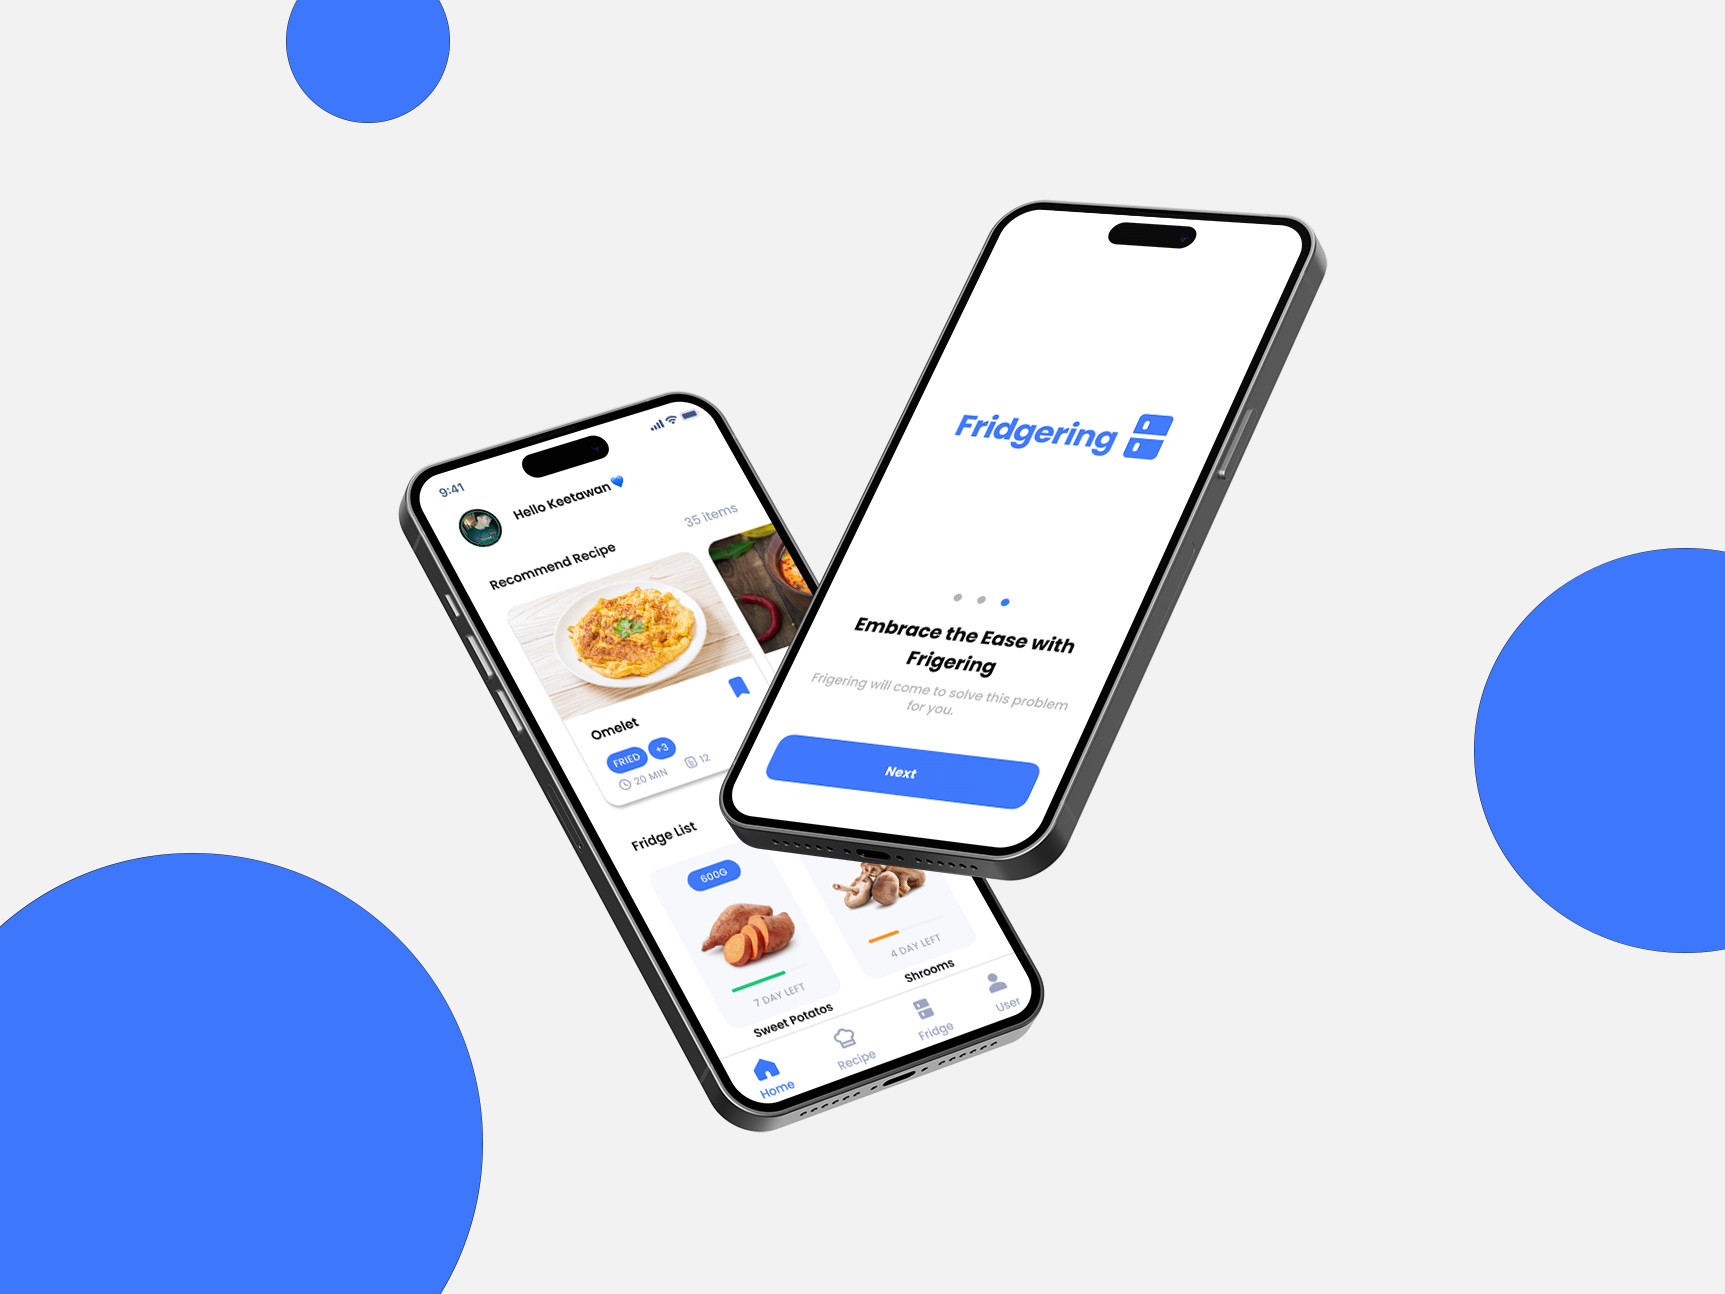 9:41
Hello Keetawan💙
35 items
Recommend Recipe
Omelet
FRIED
+3
20 MIN
12
Fridge List
600G
7 DAY LEFT
4 DAY LEFT
Sweet Potatos
Shrooms
Home
Recipe
Fridge
User
Fridgering
Embrace the Ease with
Frigering
Frigering will come to solve this problem
for you.
Next